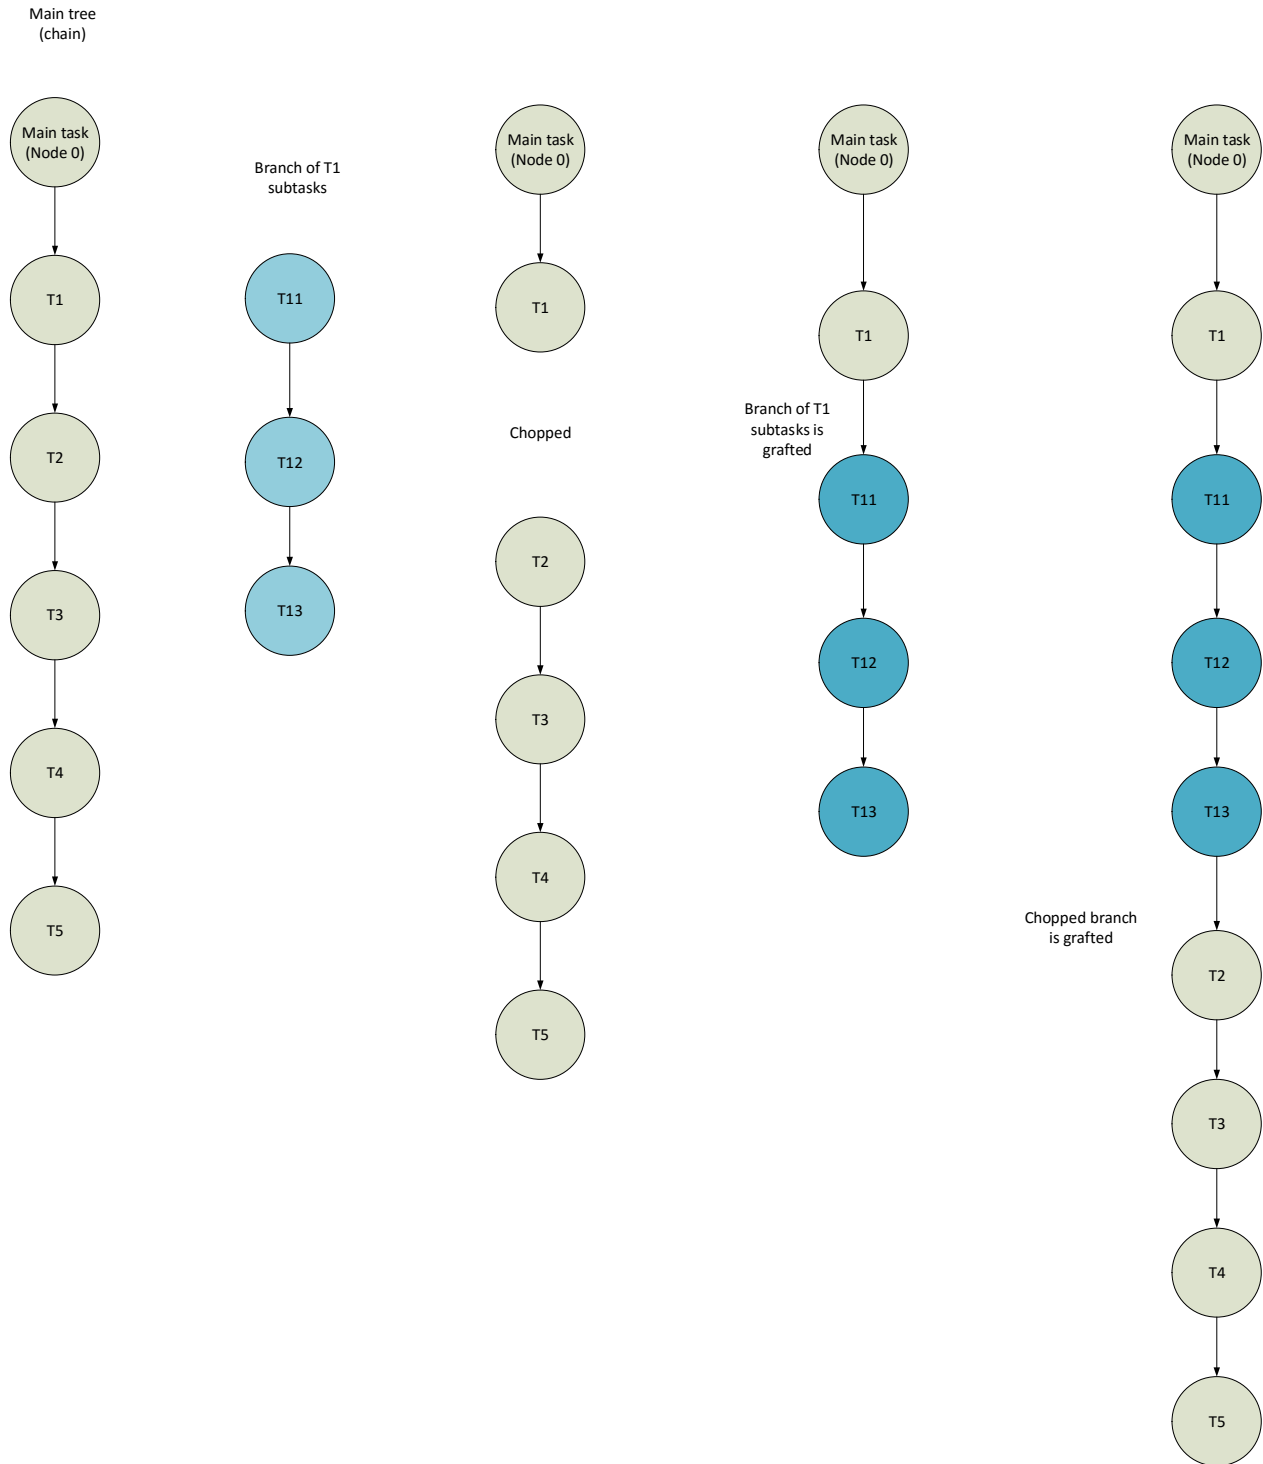 Main tree
(chain)
Main task
(Node 0)
T1
T2
T3
T4
T5
Branch of T1
subtasks
T11
T12
T13
Main task
(Node 0)
T1
Chopped
T2
T3
T4
T5
Main task
(Node 0)
T1
Branch of T1
subtasks is
grafted
T11
T12
T13
Main task
(Node 0)
T1
T11
T12
T13
Chopped branch
is grafted
T2
T3
T4
T5